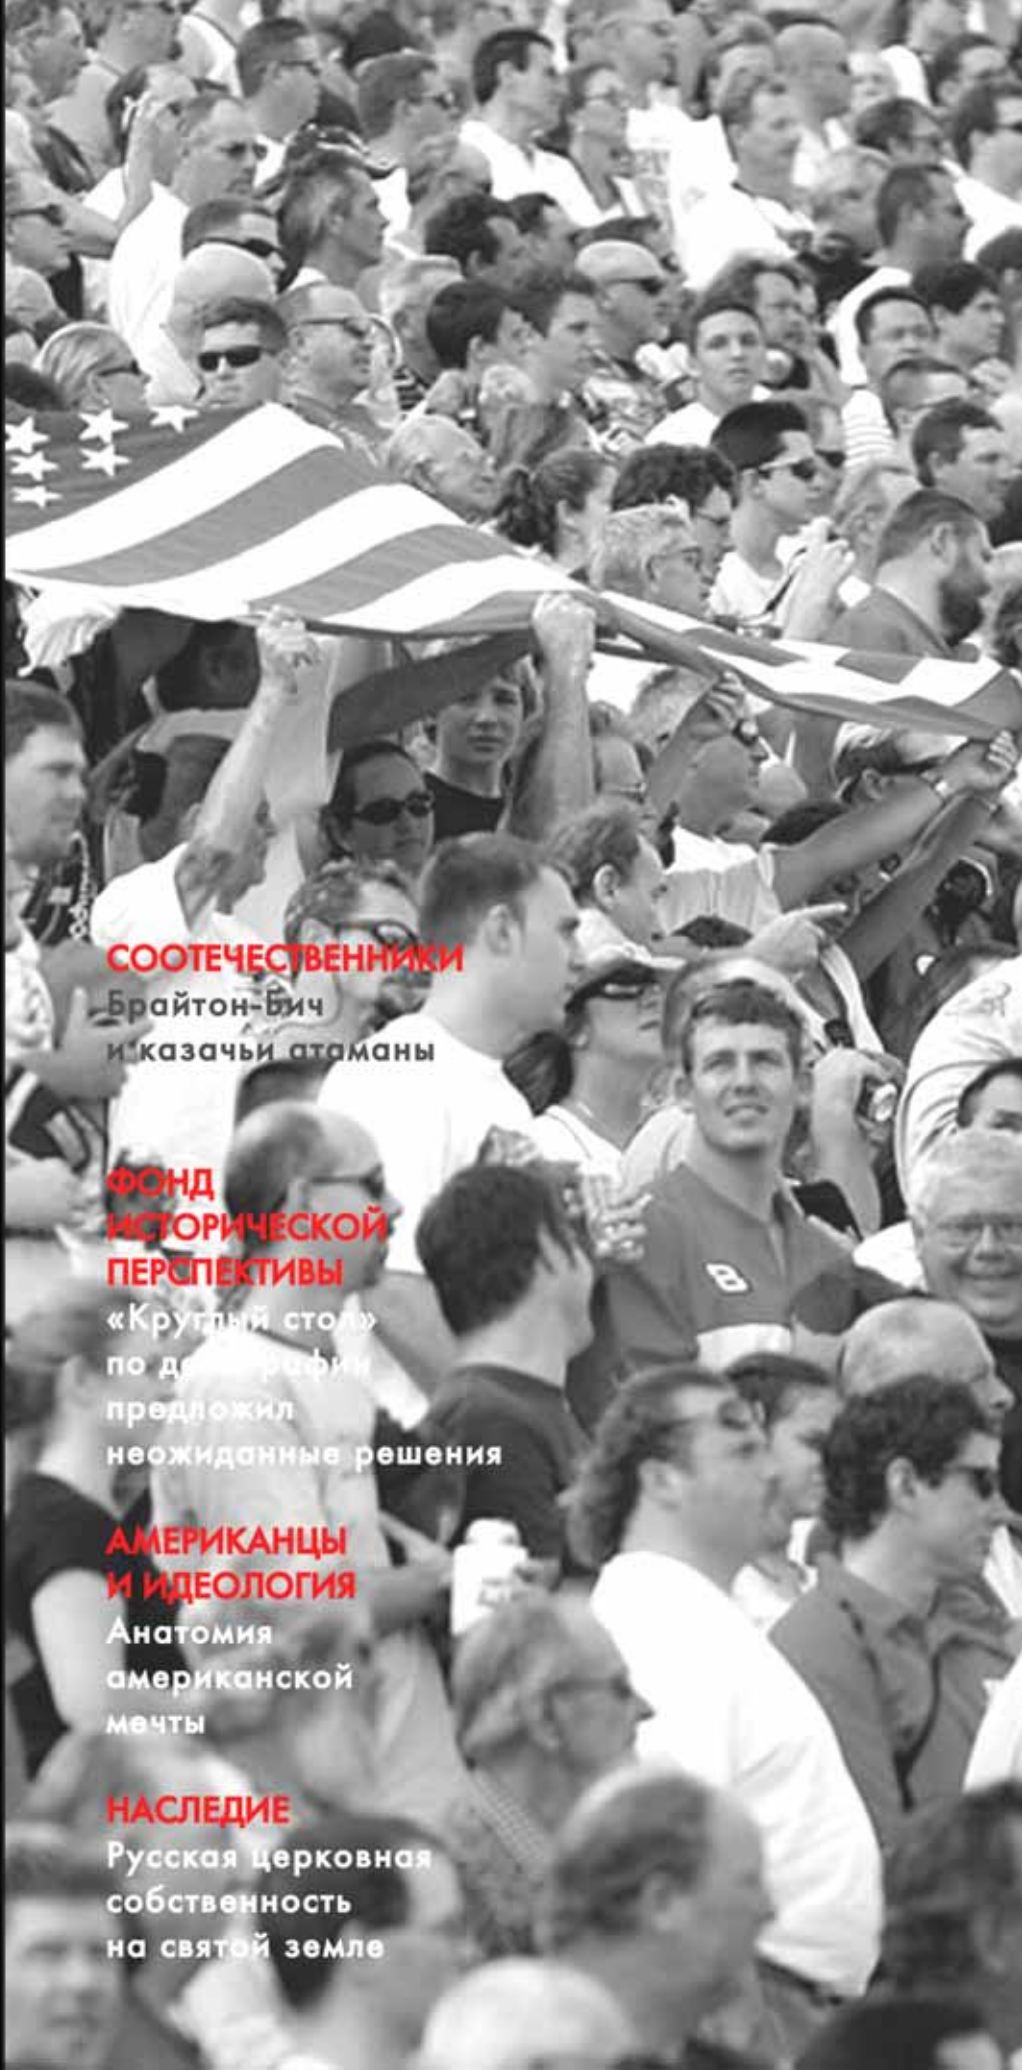 СООТЕЧЕСТВЕННИКИ
Брайтон-Бич
и казачьи атаманы
ФОНД
ИСТОРИЧЕСКОЙ
ПЕРСПЕКТИВЫ
«Круглый стол»
по демографии
предложил
неожиданные решения
АМЕРИКАНЦЫ
И ИДЕОЛОГИЯ
Анатомия
американской
мечты
НАСЛЕДИЕ
Русская церковная
собственность
на святой земле
8